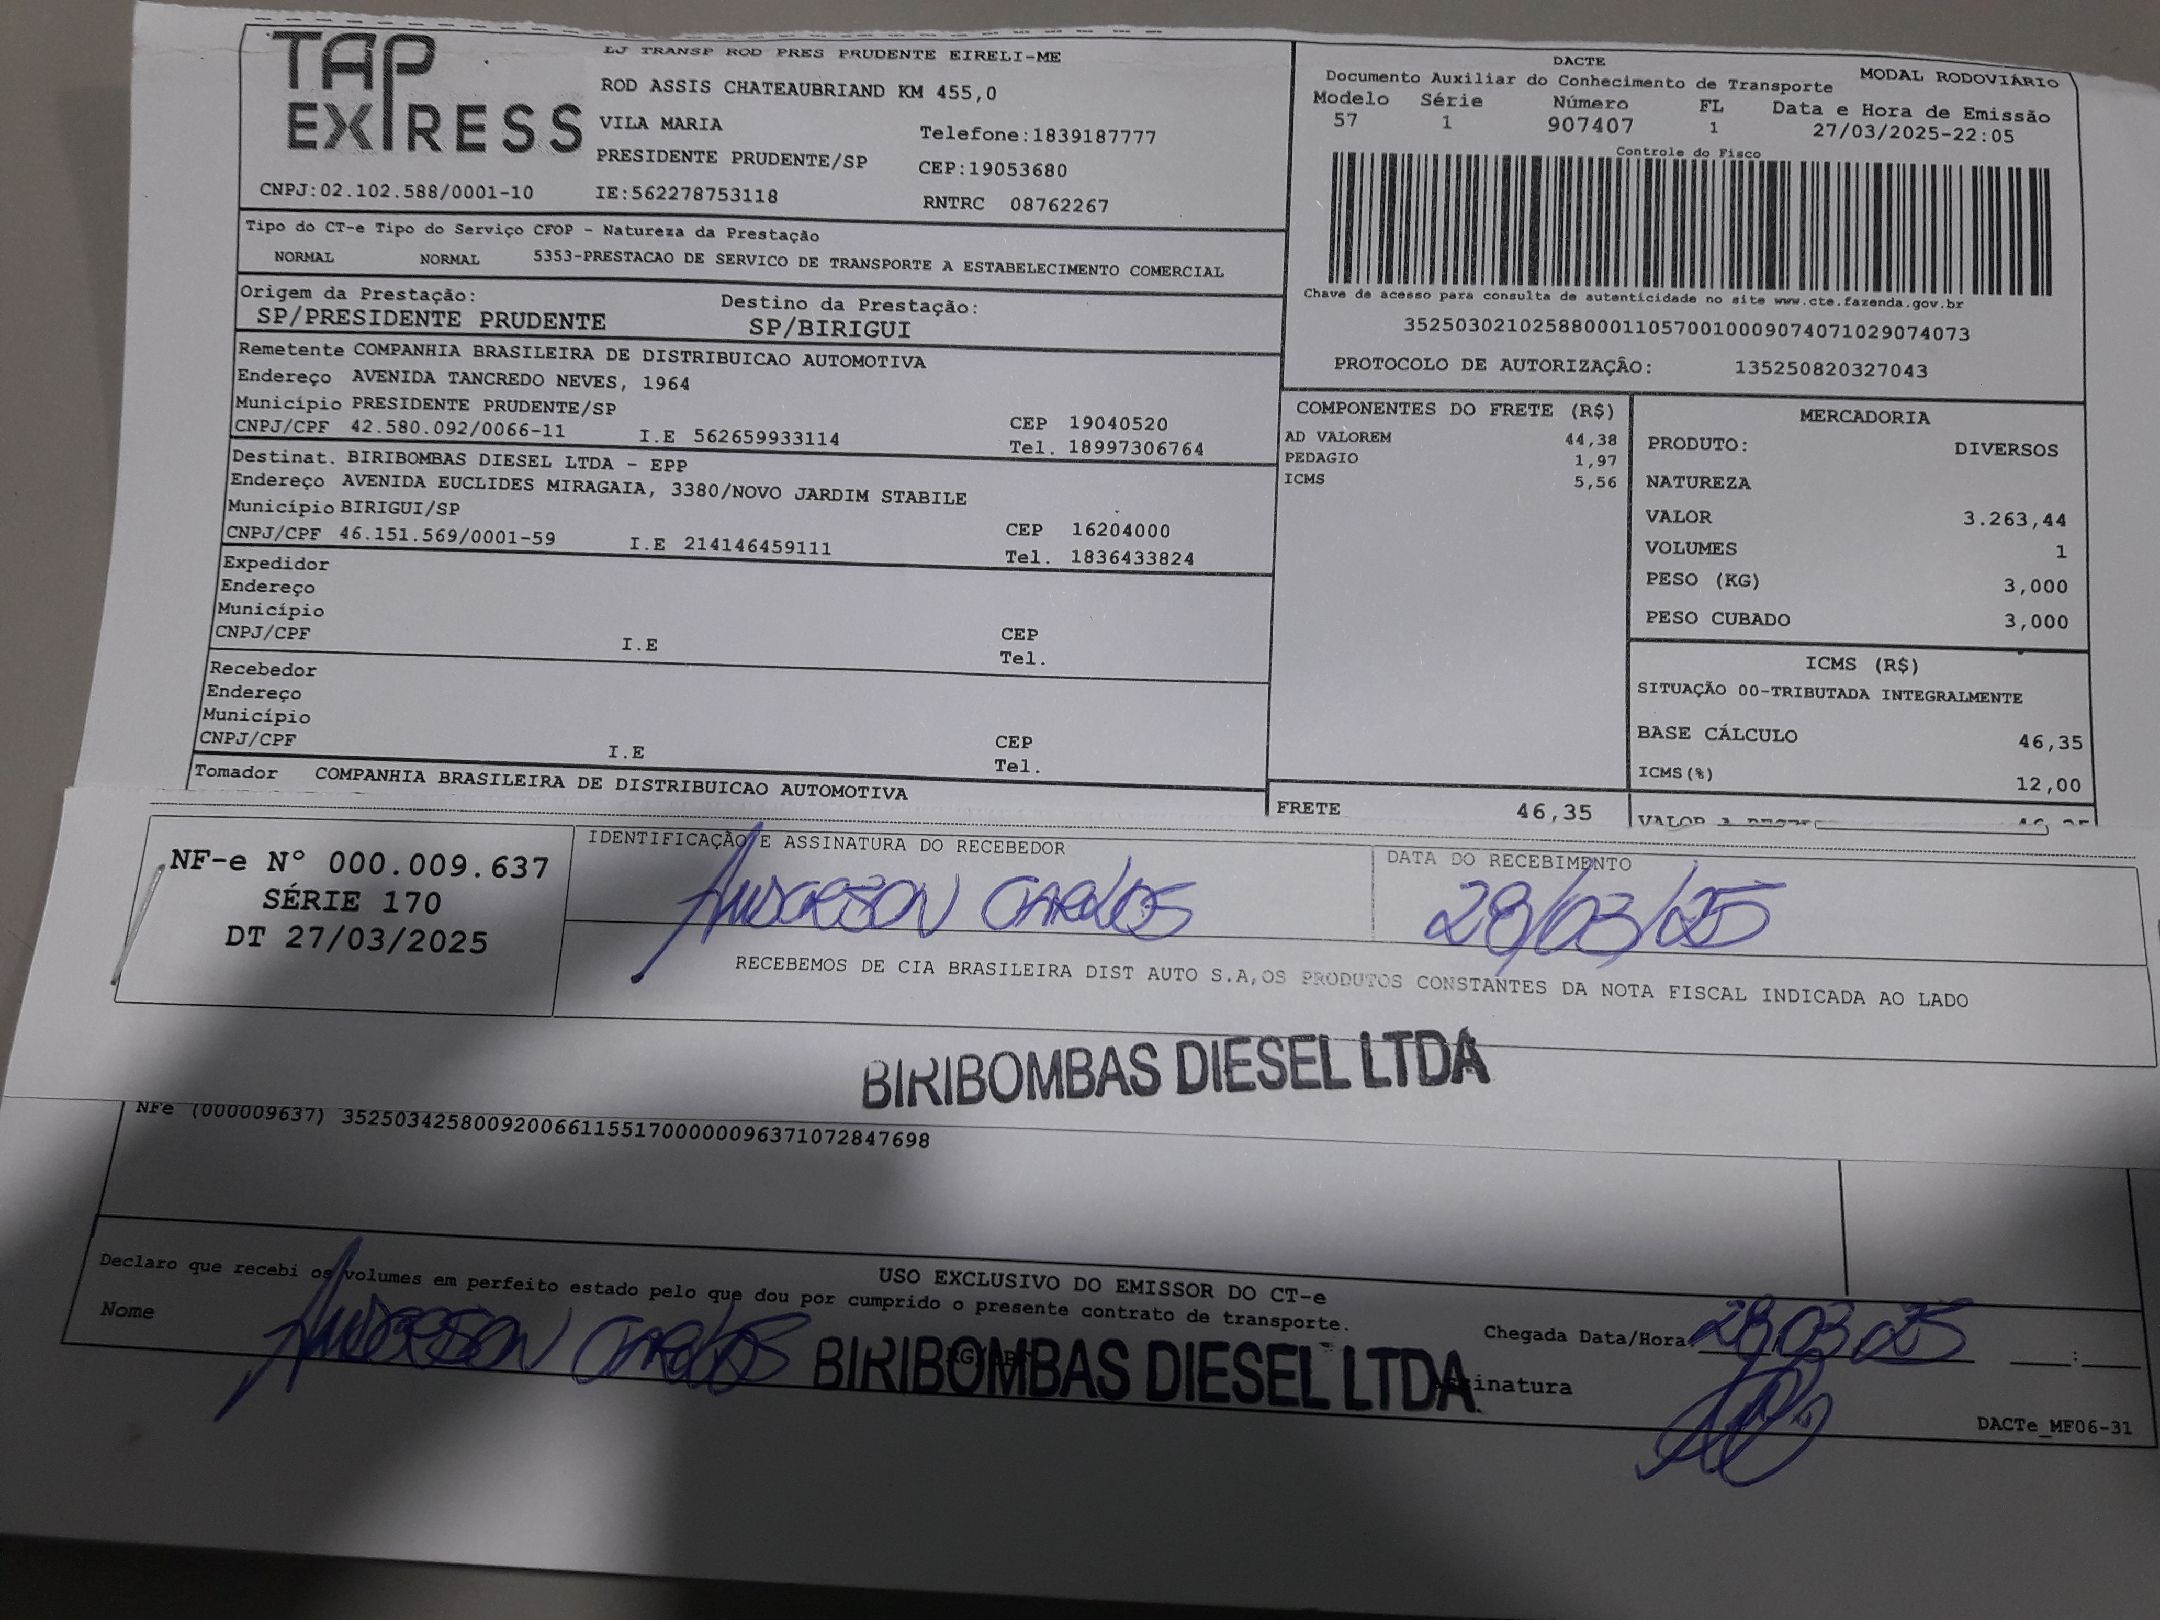 TAP EXPRESS
LJ TRANSP ROD PRES PRUDENTE EIRELI-ME
ROD ASSIS CHATEAUBRIAND KM 455,0
VILA MARIA Telefone:1839187777
PRESIDENTE PRUDENTE/SP CEP:19053680
CNPJ:02.102.588/0001-10 IE:562278753118 RNTRC 08762267
DACTE MODAL RODOVIÁRIO
Documento Auxiliar do Conhecimento de Transporte
Modelo Série Número FL Data e Hora de Emissão
57 1 907407 1 27/03/2025-22:05
Controle do Fisco
Chave de acesso para consulta de autenticidade no site www.cte.fazenda.gov.br
35250302102588000110570010009074071029074073
PROTOCOLO DE AUTORIZAÇÃO: 135250820327043
Tipo do CT-e Tipo do Serviço CFOP - Natureza da Prestação
NORMAL NORMAL 5353-PRESTACAO DE SERVICO DE TRANSPORTE A ESTABELECIMENTO COMERCIAL
Origem da Prestação: Destino da Prestação:
SP/PRESIDENTE PRUDENTE SP/BIRIGUI
Remetente COMPANHIA BRASILEIRA DE DISTRIBUICAO AUTOMOTIVA
Endereço AVENIDA TANCREDO NEVES, 1964
Município PRESIDENTE PRUDENTE/SP CEP 19040520
CNPJ/CPF 42.580.092/0066-11 I.E 562659933114 Tel. 18997306764
Destinat. BIRIBOMBAS DIESEL LTDA - EPP
Endereço AVENIDA EUCLIDES MIRAGAIA, 3380/NOVO JARDIM STABILE
Município BIRIGUI/SP CEP 16204000
CNPJ/CPF 46.151.569/0001-59 I.E 214146459111 Tel. 1836433824
Expedidor
Endereço
Município CEP
CNPJ/CPF I.E Tel.
Recebedor
Endereço
Município CEP
CNPJ/CPF I.E Tel.
Tomador COMPANHIA BRASILEIRA DE DISTRIBUICAO AUTOMOTIVA
COMPONENTES DO FRETE (R$)
AD VALOREM 44,38
PEDAGIO 1,97
ICMS 5,56
FRETE 46,35
MERCADORIA
PRODUTO: DIVERSOS
NATUREZA
VALOR 3.263,44
VOLUMES 1
PESO (KG) 3,000
PESO CUBADO 3,000
ICMS (R$)
SITUAÇÃO 00-TRIBUTADA INTEGRALMENTE
BASE CÁLCULO 46,35
ICMS(%) 12,00
VALOR A
NF-e N° 000.009.637
SÉRIE 170
DT 27/03/2025
IDENTIFICAÇÃO E ASSINATURA DO RECEBEDOR
ANDERSON CARLOS
DATA DO RECEBIMENTO
28/03/25
RECEBEMOS DE CIA BRASILEIRA DIST AUTO S.A,OS PRODUTOS CONSTANTES DA NOTA FISCAL INDICADA AO LADO
BIRIBOMBAS DIESEL LTDA
NFe (000009637) 35250342580092006611551700000096371072847698
USO EXCLUSIVO DO EMISSOR DO CT-e
Declaro que recebi os volumes em perfeito estado pelo que dou por cumprido o presente contrato de transporte.
Nome ANDERSON CARLOS
BIRIBOMBAS DIESEL LTDA
Chegada Data/Hora 28 03 25 :
DACTe_MF06-31